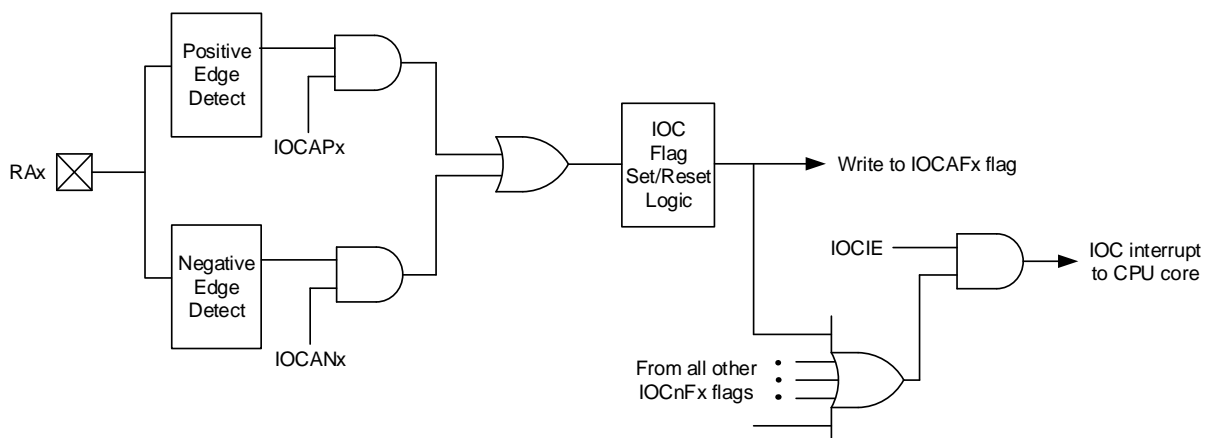 Positive
Edge
Detect
IOCAPx
RAx
Negative
Edge
Detect
IOCANx
IOC
Flag
Set/Reset
Logic
Write to IOCAFx flag
IOCIE
IOC interrupt
to CPU core
From all other
IOCnFx flags